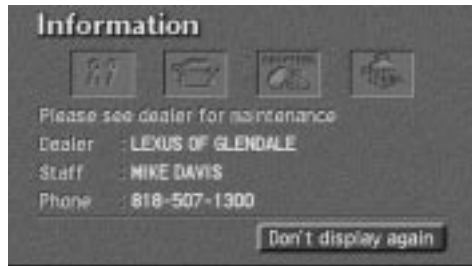 Information
Please see dealer for maintenance
Dealer : LEXUS OF GLENDALE
Staff : MIKE DAVIS
Phone : 818-507-1300
Don't display again